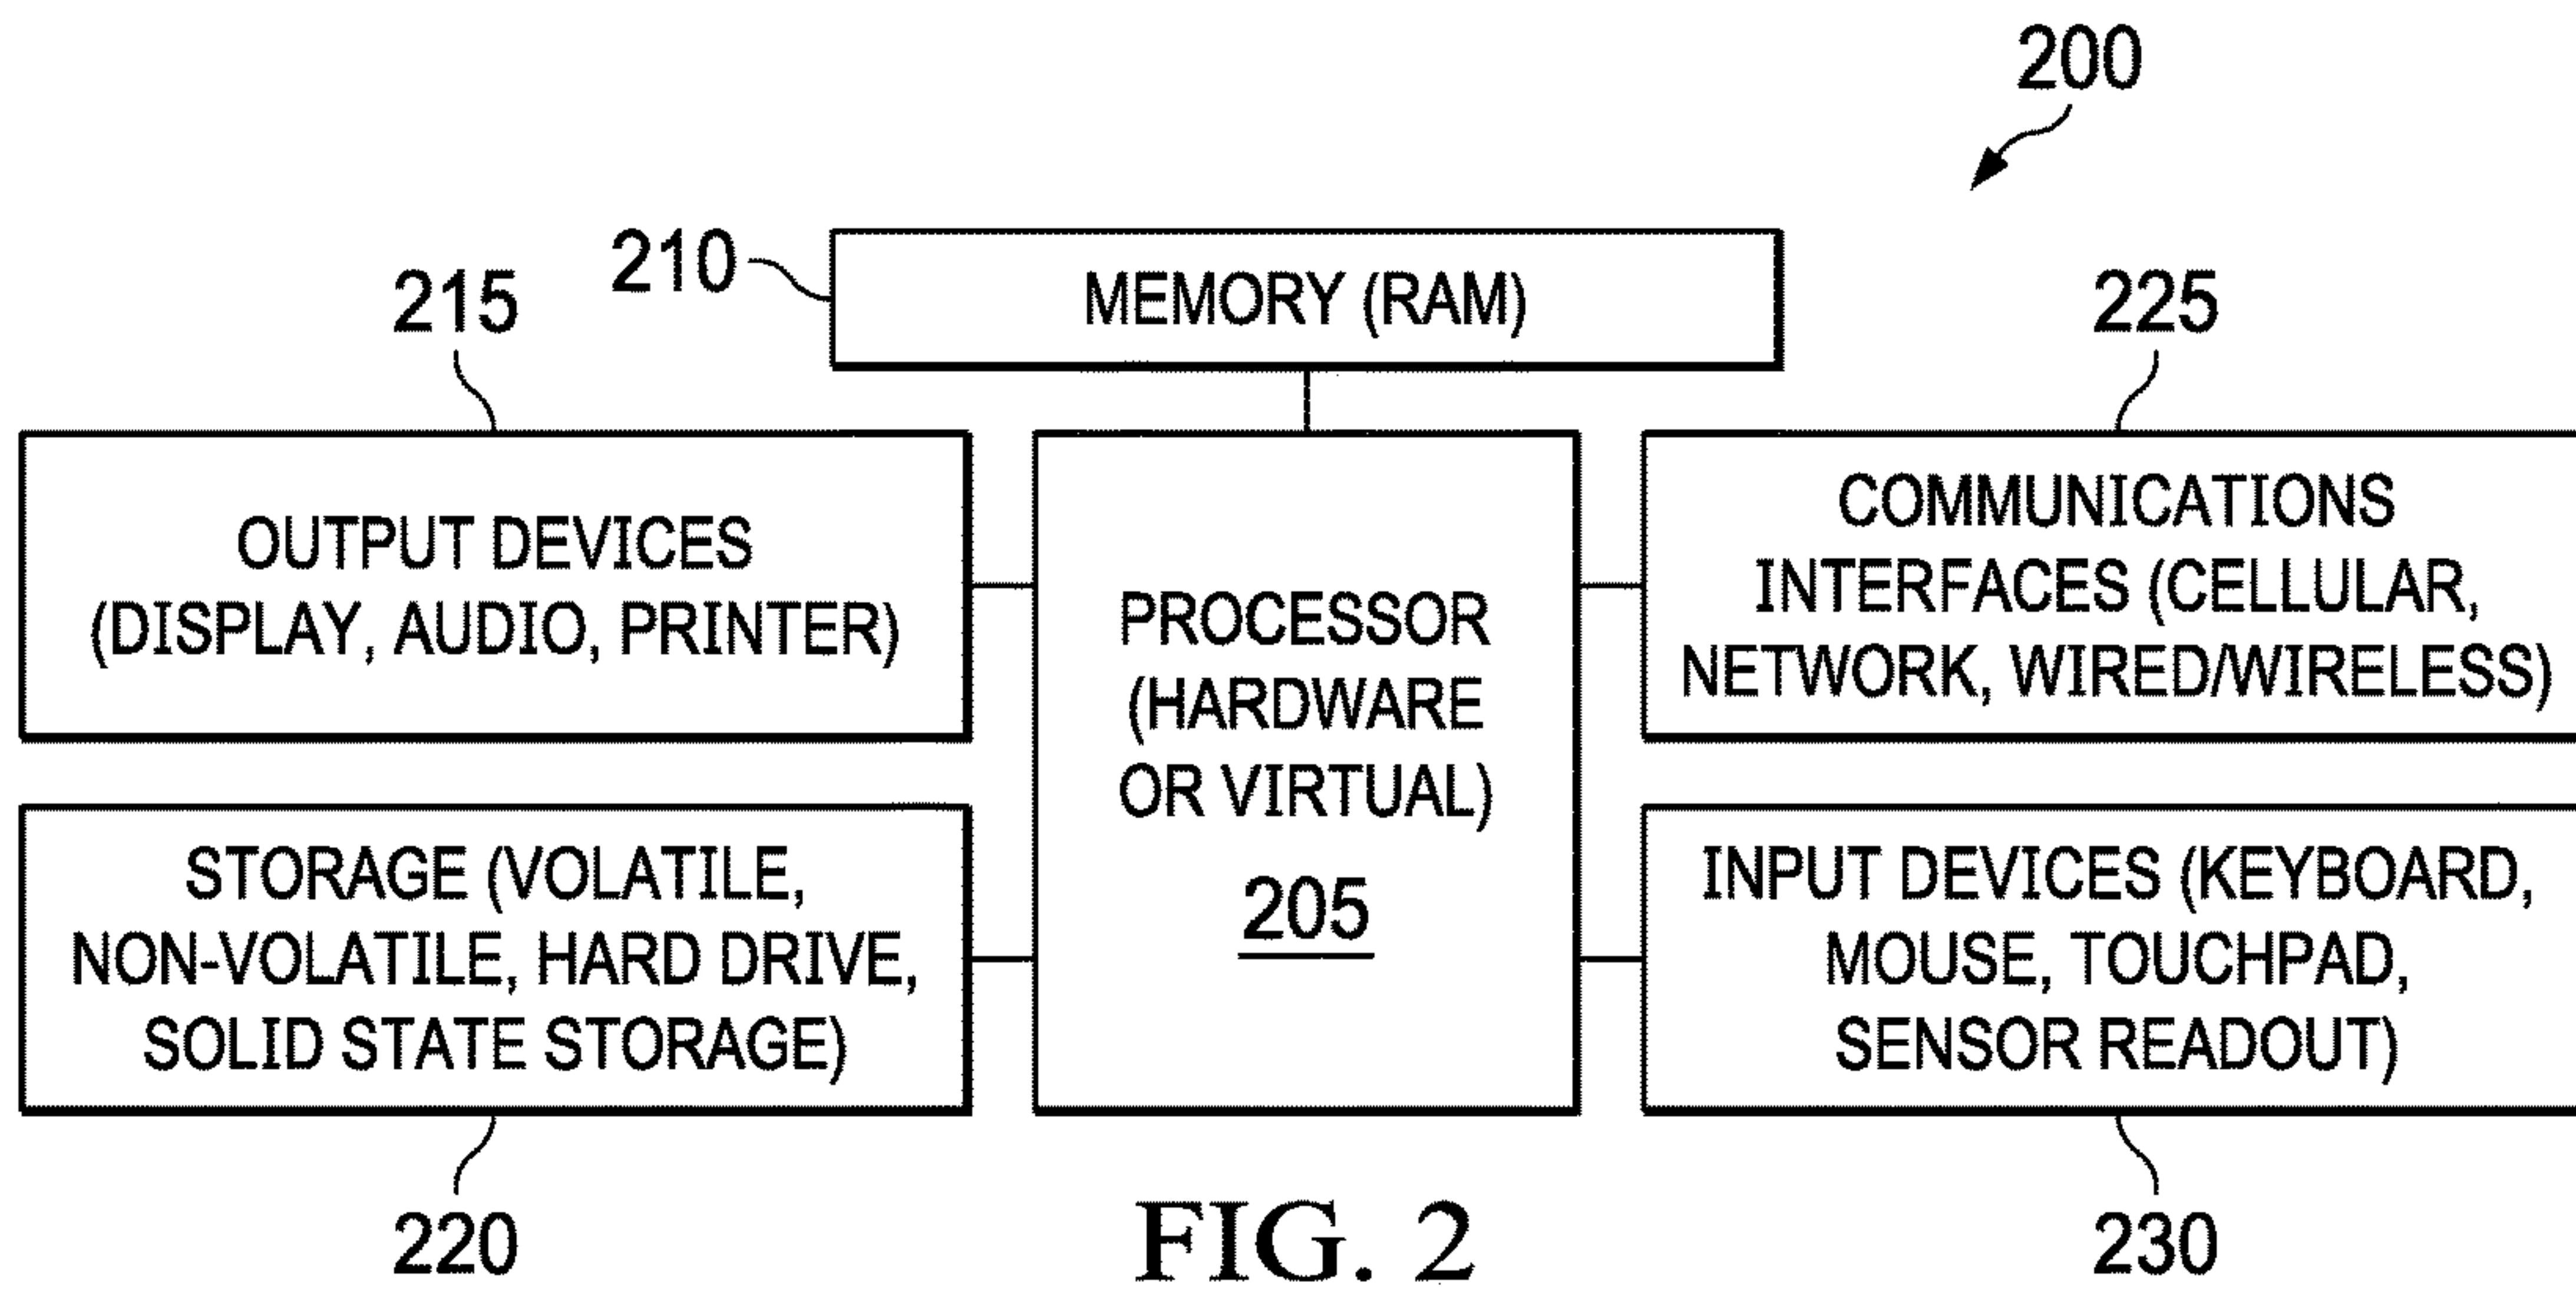 200
210
MEMORY (RAM)
215
225
OUTPUT DEVICES
(DISPLAY, AUDIO, PRINTER)
PROCESSOR
(HARDWARE
OR VIRTUAL)
205
COMMUNICATIONS
INTERFACES (CELLULAR,
NETWORK, WIRED/WIRELESS)
STORAGE (VOLATILE,
NON-VOLATILE, HARD DRIVE,
SOLID STATE STORAGE)
INPUT DEVICES (KEYBOARD,
MOUSE, TOUCHPAD,
SENSOR READOUT)
220
230
FIG. 2